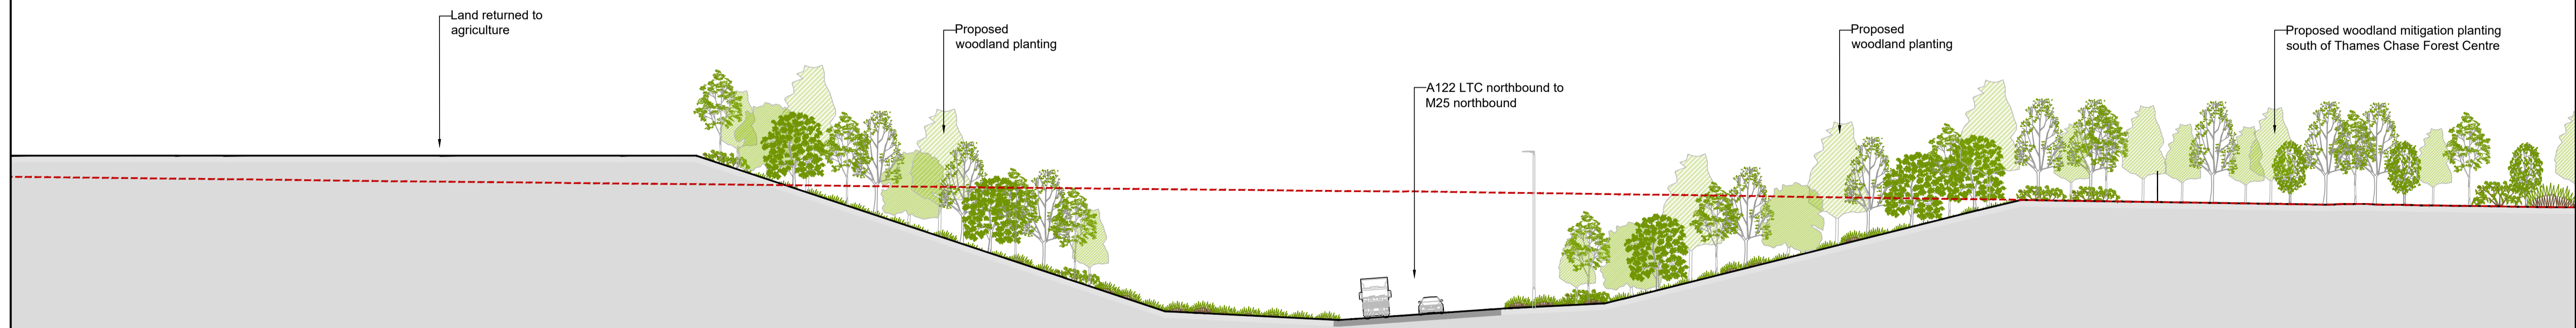 Land returned to
agriculture
Proposed
woodland planting
A122 LTC northbound to
M25 northbound
Proposed
woodland planting
Proposed woodland mitigation planting
south of Thames Chase Forest Centre